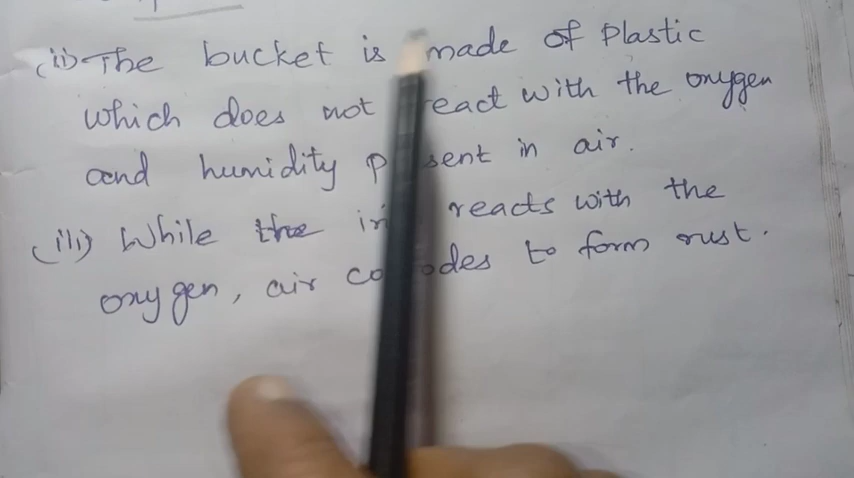 (ii) The bucket is made of Plastic
which does not react with the oxygen
and humidity present in air.
(iii) While the reacts with the
oxygen, air corrodes to form rust.